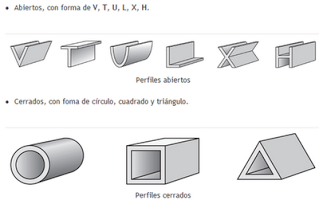 Abiertos, con forma de V, T, U, L, X, H.
Perfiles abiertos
Cerrados, con foma de círculo, cuadrado y triángulo.
Perfiles cerrados